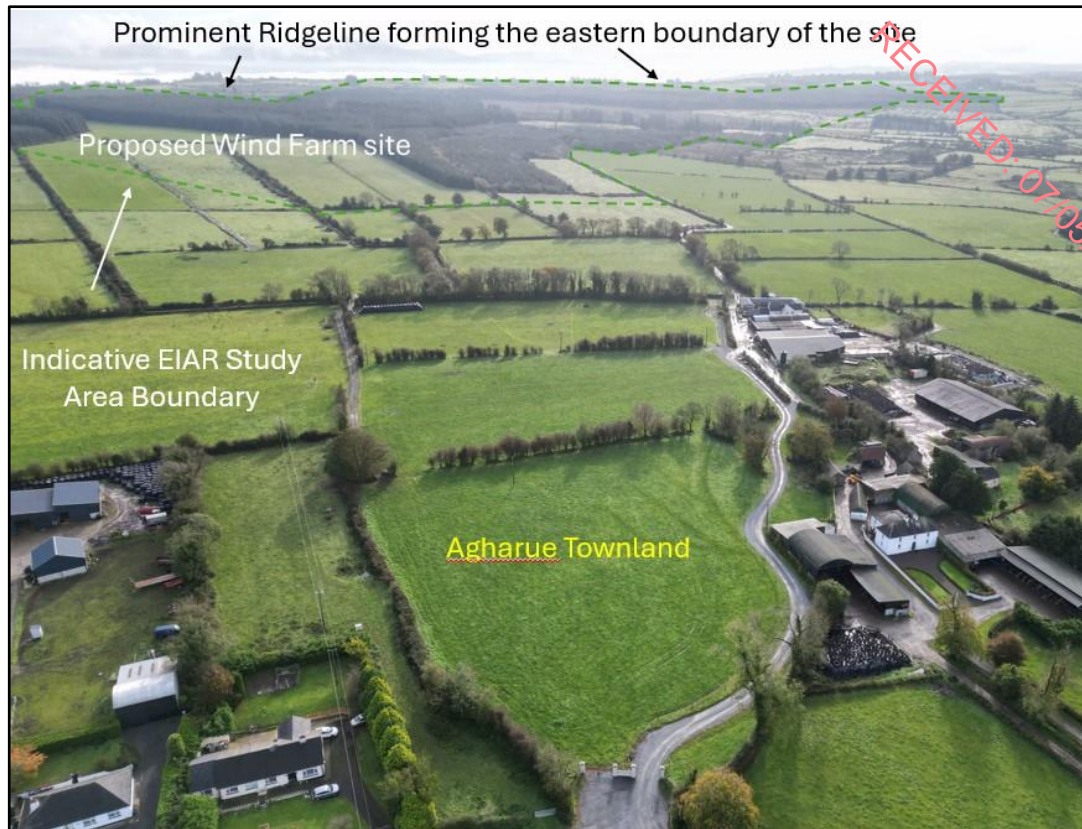 Prominent Ridgeline forming the eastern boundary of the site
RECEIVED: 07/05
Proposed Wind Farm site
Indicative EIAR Study
Area Boundary
Agharue Townland